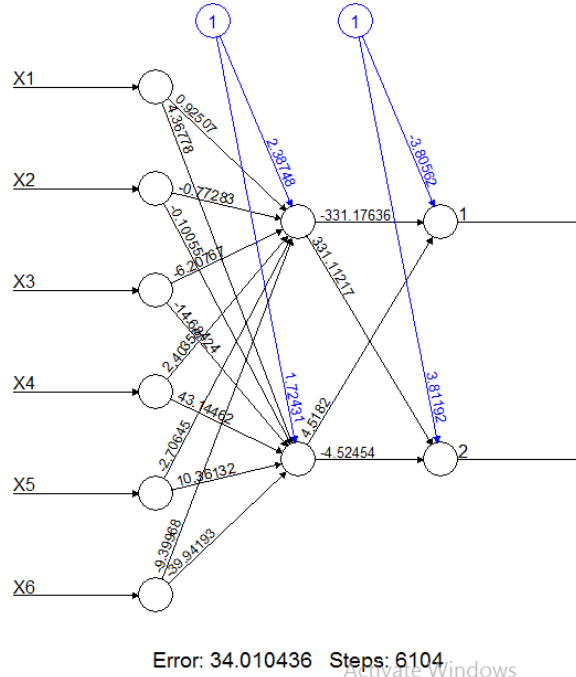 1
1
X1
0.92507
4.36778
2.38748
-3.80562
X2
-0.77283
-0.10055
-331.17636
1
331.11217
X3
-6.20767
-14.68424
X4
43.14462
1.72431
4.5182
3.81192
-4.52454
2
X5
-2.70645
10.36132
X6
-9.39968
-39.94193
Error: 34.010436 Steps: 6104
Activate Windows